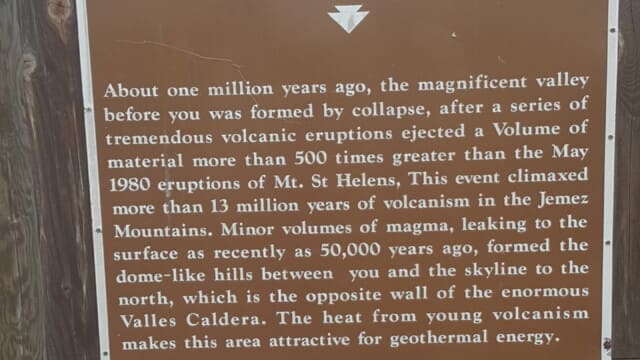 About one million years ago, the magnificent valley
before you was formed by collapse, after a series of
tremendous volcanic eruptions ejected a Volume of
material more than 500 times greater than the May
1980 eruptions of Mt. St Helens, This event climaxed
more than 13 million years of volcanism in the Jemez
Mountains. Minor volumes of magma, leaking to the
surface as recently as 50,000 years ago, formed the
dome-like hills between you and the skyline to the
north, which is the opposite wall of the enormous
Valles Caldera. The heat from young volcanism
makes this area attractive for geothermal energy.